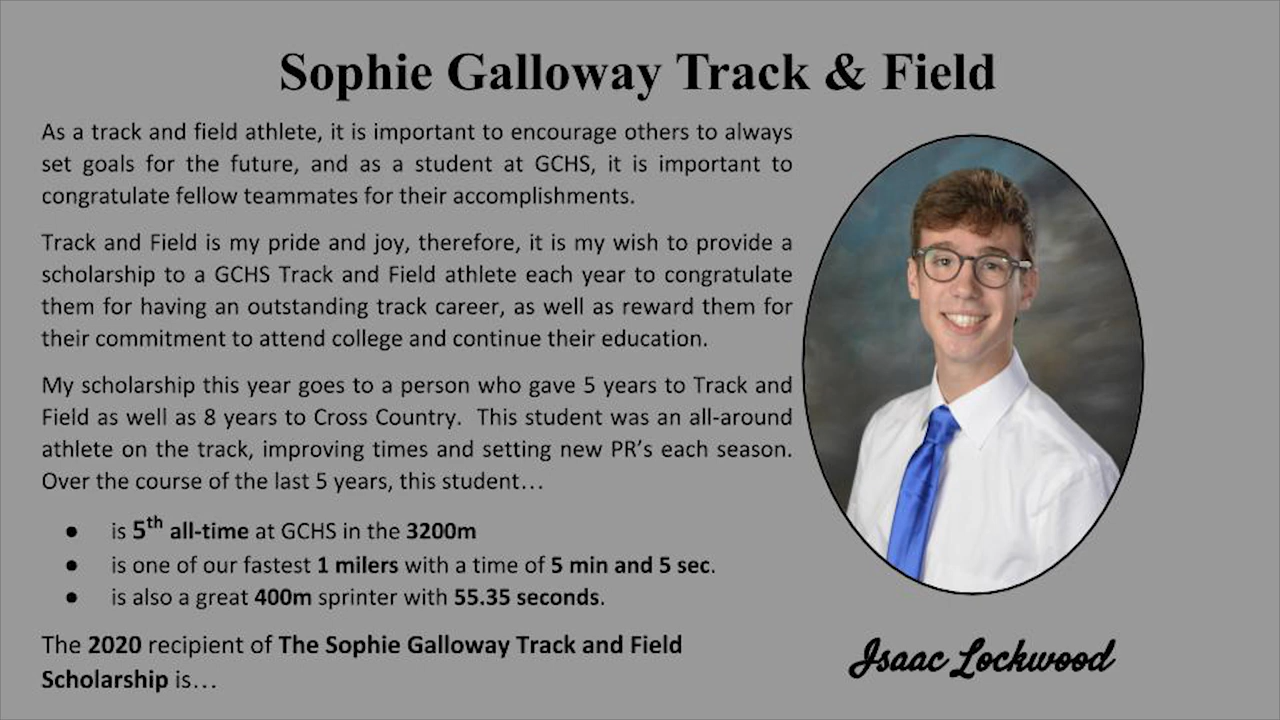 Sophie Galloway Track & Field
As a track and field athlete, it is important to encourage others to always
set goals for the future, and as a student at GCHS, it is important to
congratulate fellow teammates for their accomplishments.
Track and Field is my pride and joy, therefore, it is my wish to provide a
scholarship to a GCHS Track and Field athlete each year to congratulate
them for having an outstanding track career, as well as reward them for
their commitment to attend college and continue their education.
My scholarship this year goes to a person who gave 5 years to Track and
Field as well as 8 years to Cross Country.  This student was an all-around
athlete on the track, improving times and setting new PR’s each season.
Over the course of the last 5 years, this student…
● is 5th all-time at GCHS in the 3200m
● is one of our fastest 1 milers with a time of 5 min and 5 sec.
● is also a great 400m sprinter with 55.35 seconds.
The 2020 recipient of The Sophie Galloway Track and Field
Scholarship is…
Isaac Lockwood